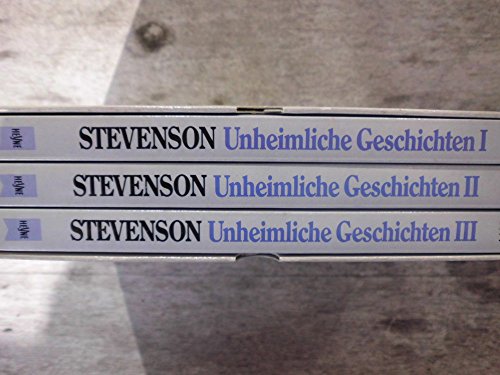 HEYNE STEVENSON Unheimliche Geschichten I
HEYNE STEVENSON Unheimliche Geschichten II
HEYNE STEVENSON Unheimliche Geschichten III